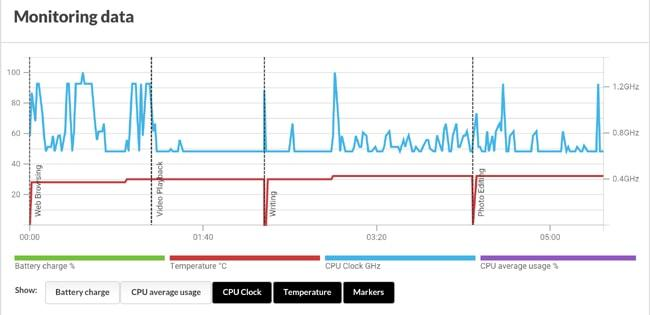 Monitoring data
100
80
60
40
20
1.2GHz
0.8GHz
0.4GHz
Web Browsing
Video Playback
Writing
Photo Editing
00:00 01:40 03:20 05:00
Battery charge % Temperature °C CPU Clock GHz CPU average usage %
Show: Battery charge CPU average usage CPU Clock Temperature Markers